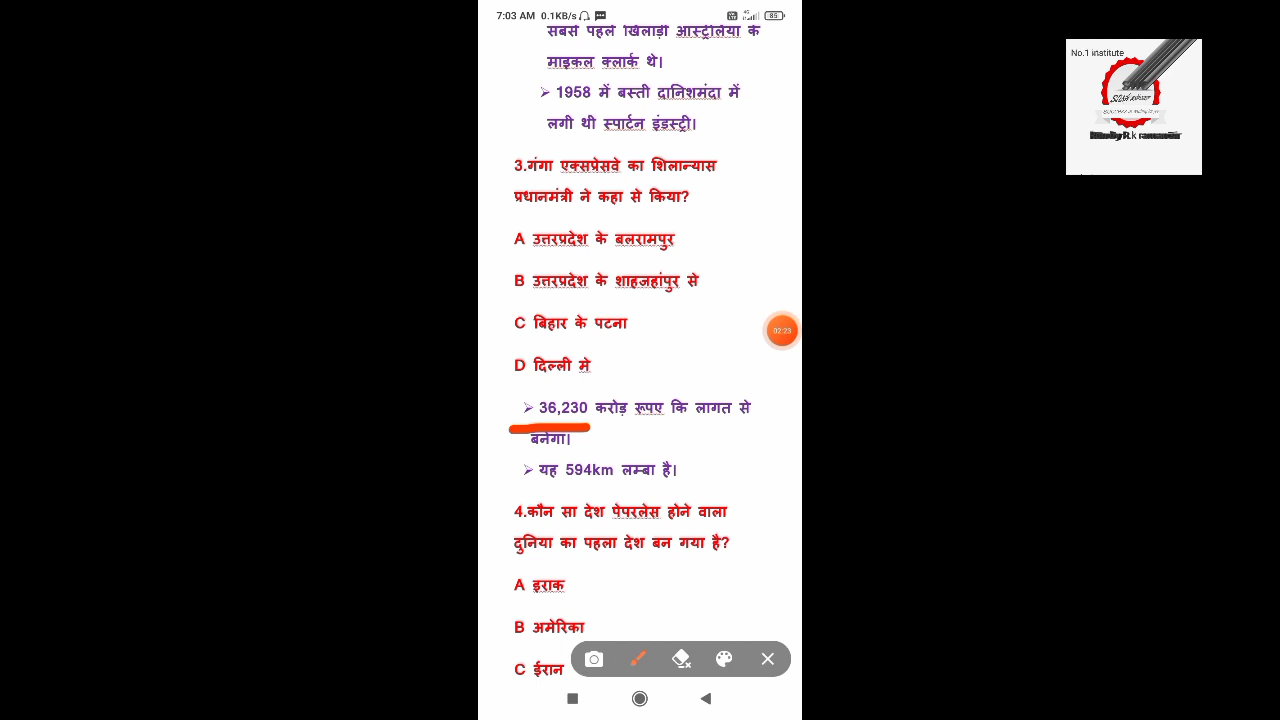 7:03 AM 0.1KB/s
85
No.1 institute
सबसे पहले खिलाड़ी आस्ट्रेलिया के
माइकल क्लार्क थे।
➢ 1958 में बस्ती दानिशमंदा में
लगी थी स्पार्टन इंडस्ट्री।
3.गंगा एक्सप्रेसवे का शिलान्यास
प्रधानमंत्री ने कहा से किया?
A उत्तरप्रदेश के बलरामपुर
B उत्तरप्रदेश के शाहजहांपुर से
C बिहार के पटना
02:23
D दिल्ली मे
➢ 36,230 करोड़ रूपए कि लागत से
बनेगा।
➢ यह 594km लम्बा है।
4.कौन सा देश पेपरलेस होने वाला
दुनिया का पहला देश बन गया है?
A इराक
B अमेरिका
C ईरान